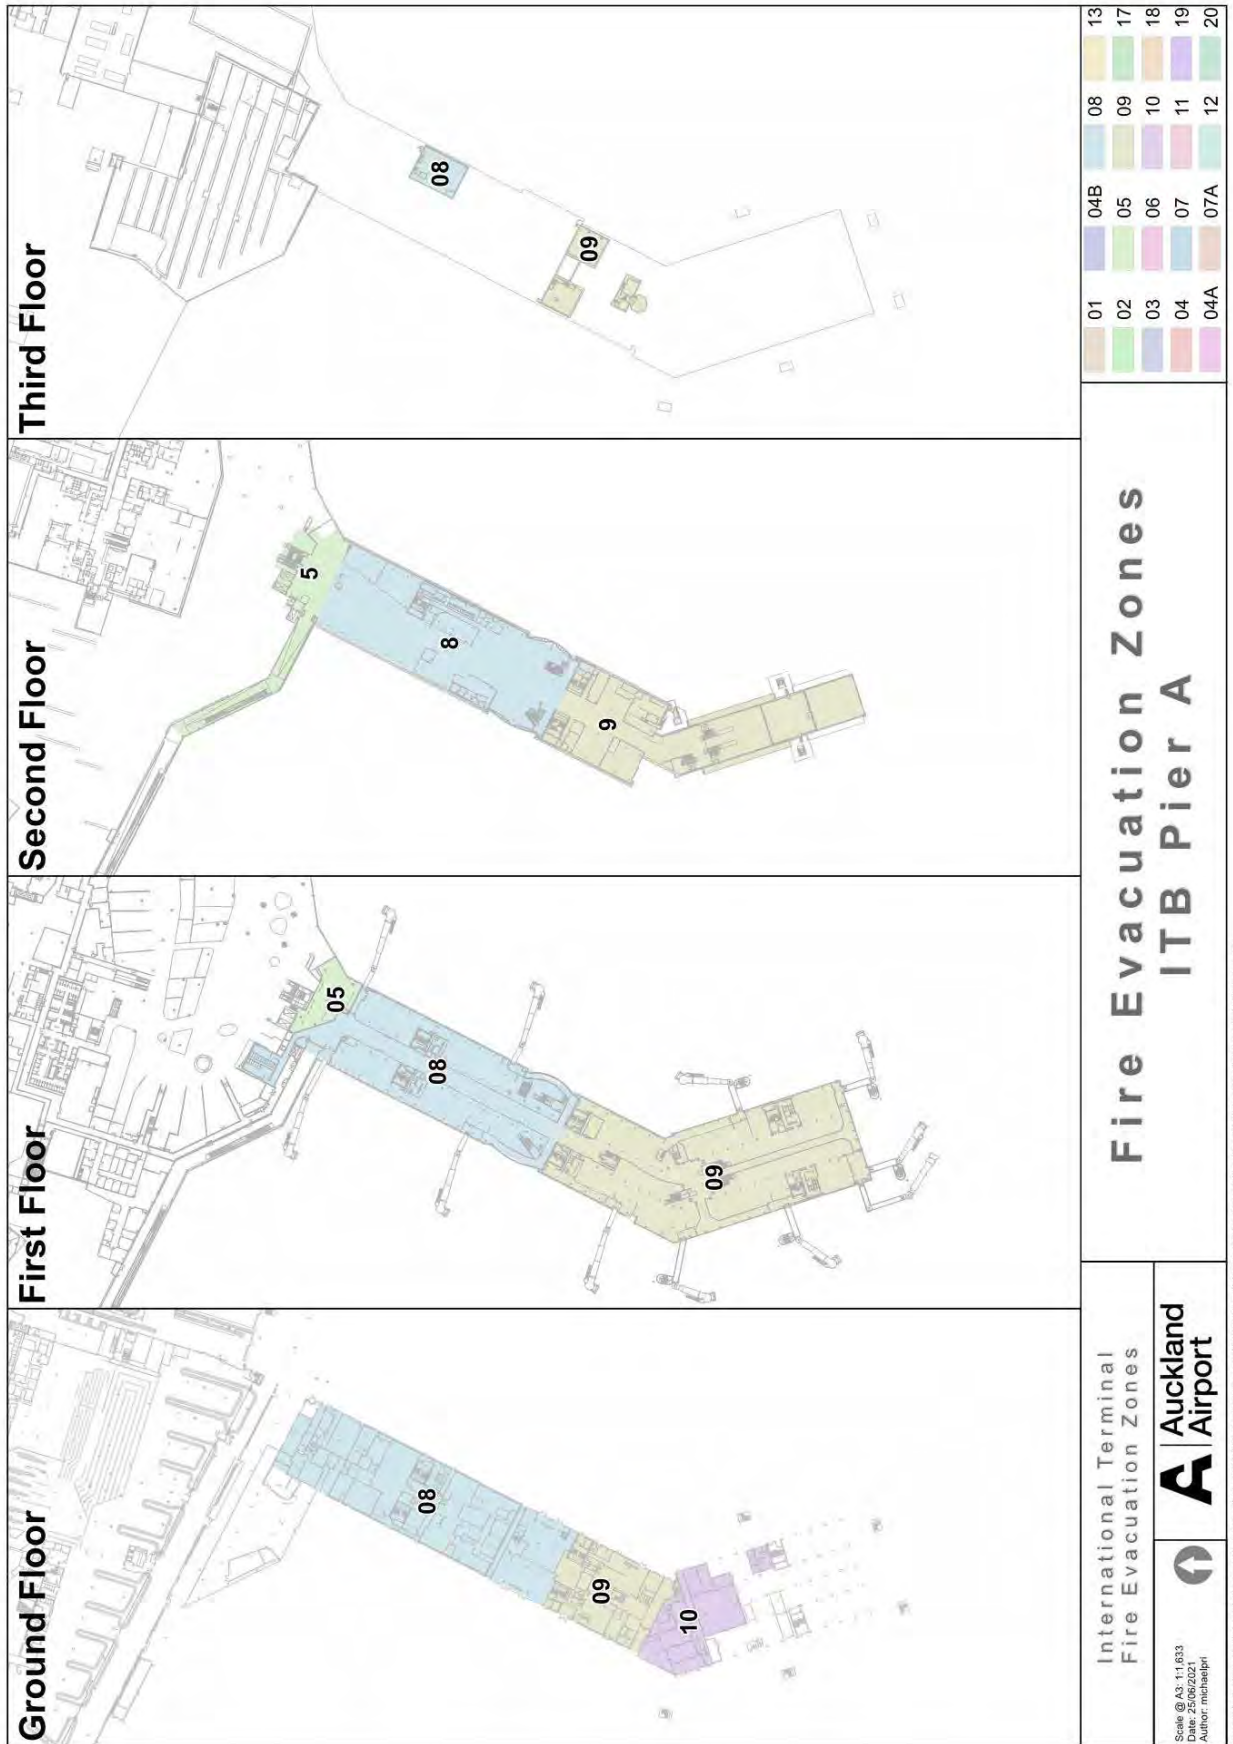 Ground Floor
First Floor
Second Floor
Third Floor
08
09
10
05
08
09
5
8
9
08
09
International Terminal
Fire Evacuation Zones
Fire Evacuation Zones
ITB Pier A
01
04B
08
13
02
05
09
17
03
06
10
18
04
07
11
19
04A
07A
12
20
Scale @ A3: 1:1,633
Date: 25/06/2021
Author: michaelpri
A
Auckland
Airport